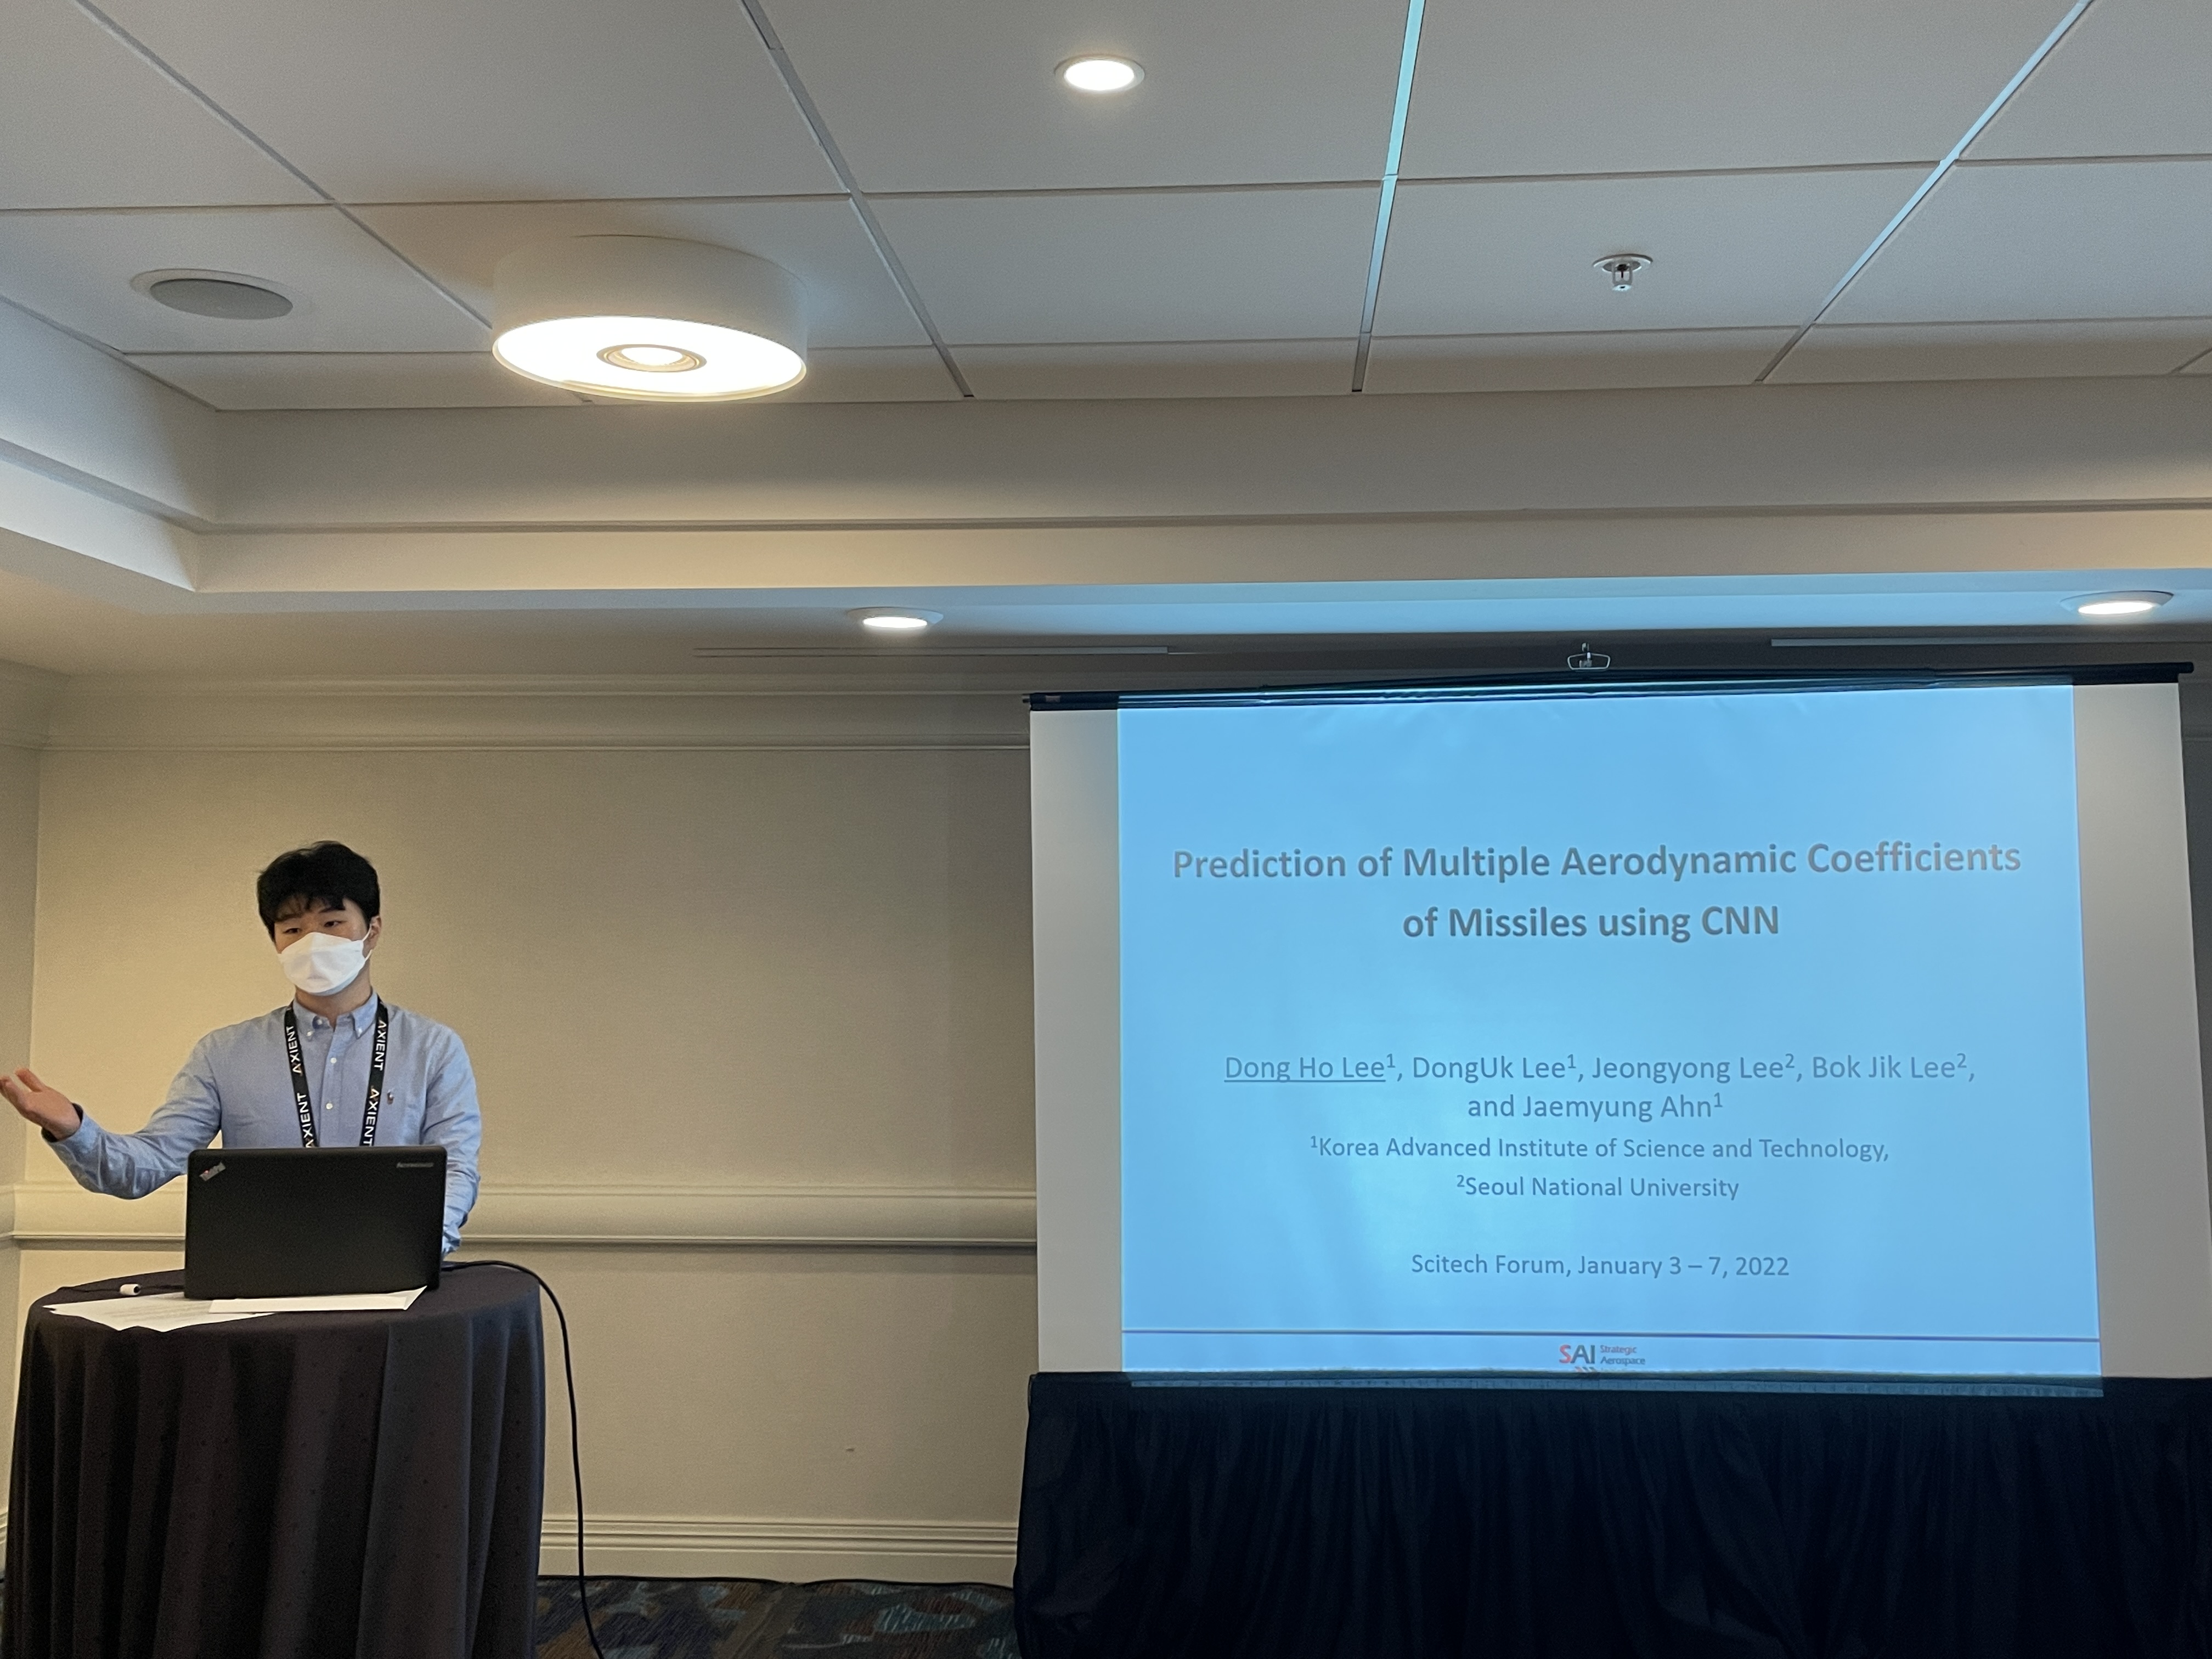 Prediction of Multiple Aerodynamic Coefficients
of Missiles using CNN
Dong Ho Lee¹, DongUk Lee¹, Jeongyong Lee², Bok Jik Lee²,
and Jaemyung Ahn¹
¹Korea Advanced Institute of Science and Technology,
²Seoul National University
Scitech Forum, January 3 – 7, 2022
SAI Strategic
Aerospace
AXIENT
AXIENT
AXIENT
AXIENT